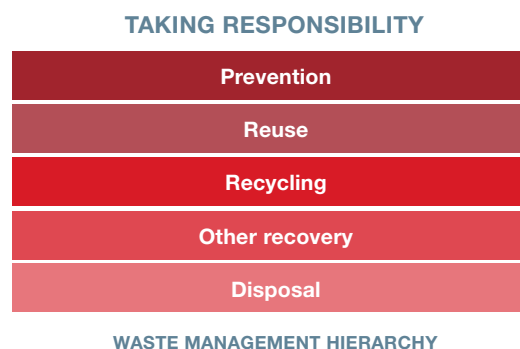 TAKING RESPONSIBILITY
Prevention
Reuse
Recycling
Other recovery
Disposal
WASTE MANAGEMENT HIERARCHY